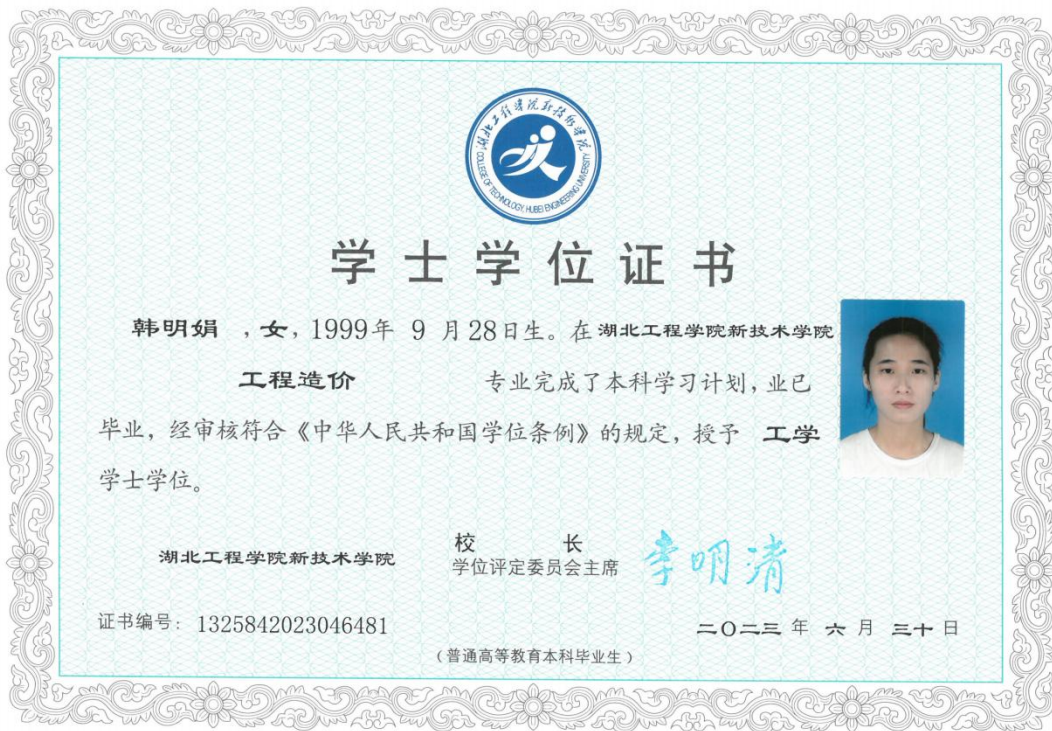 湖北工程学院新技术学院
COLLEGE OF TECHNOLOGY, HUBEI ENGINEERING UNIVERSITY
学士学位证书
韩明娟 ,女, 1999年 9 月28日生。在 湖北工程学院新技术学院
工程造价 专业完成了本科学习计划, 业已
毕业, 经审核符合《中华人民共和国学位条例》的规定, 授予 工学
学士学位。
湖北工程学院新技术学院
校 长
学位评定委员会主席
李明清
证书编号: 1325842023046481
二〇二三 年 六 月 三十 日
(普通高等教育本科毕业生)